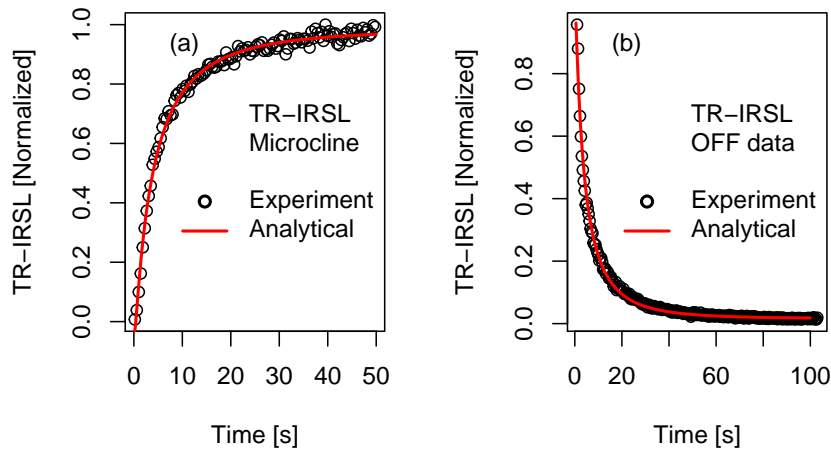 (a)
TR−IRSL
Microcline
Experiment
Analytical
TR−IRSL [Normalized]
0.0
0.2
0.4
0.6
0.8
1.0
0
10
20
30
40
50
Time [s]
(b)
TR−IRSL
OFF data
Experiment
Analytical
TR−IRSL [Normalized]
0.0
0.2
0.4
0.6
0.8
0
20
60
100
Time [s]